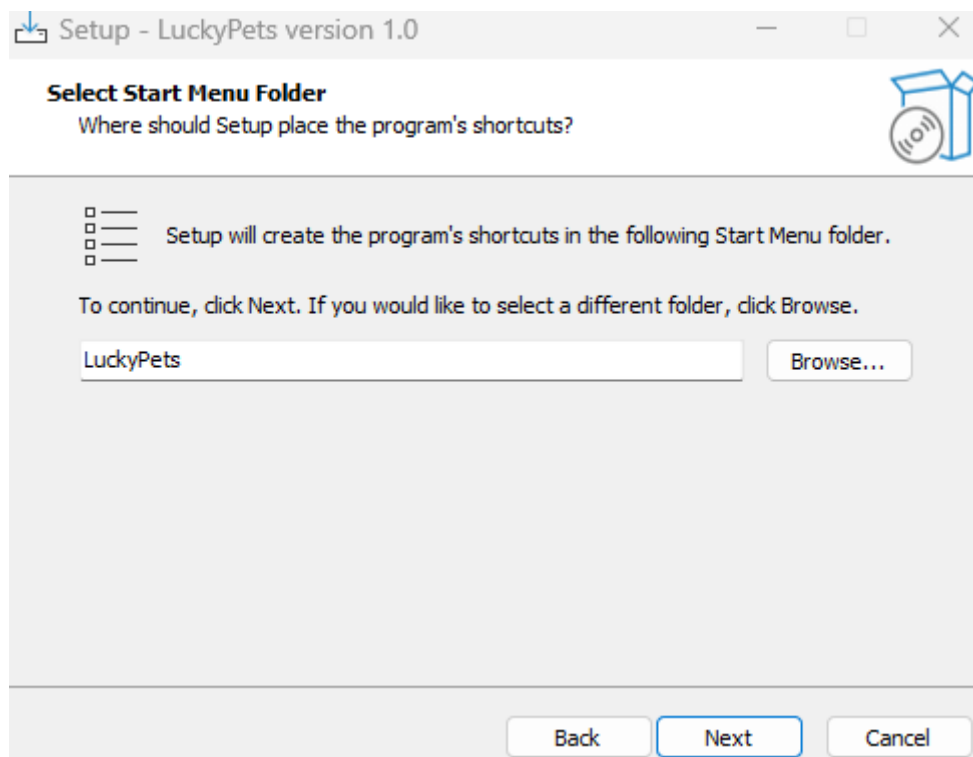 Setup - LuckyPets version 1.0
Select Start Menu Folder
Where should Setup place the program's shortcuts?
Setup will create the program's shortcuts in the following Start Menu folder.
To continue, click Next. If you would like to select a different folder, click Browse.
LuckyPets
Browse...
Back
Next
Cancel